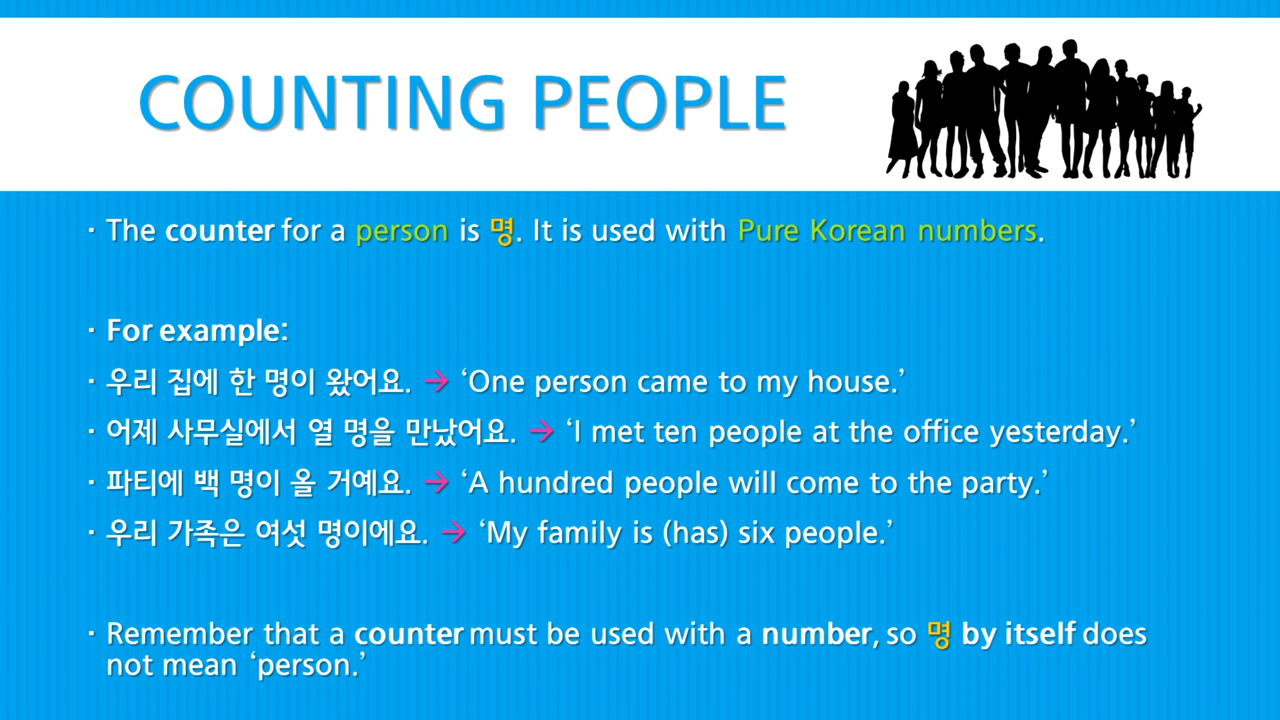 COUNTING PEOPLE
· The counter for a person is 명. It is used with Pure Korean numbers.
· For example:
· 우리 집에 한 명이 왔어요. → ‘One person came to my house.’
· 어제 사무실에서 열 명을 만났어요. → ‘I met ten people at the office yesterday.’
· 파티에 백 명이 올 거예요. → ‘A hundred people will come to the party.’
· 우리 가족은 여섯 명이에요. → ‘My family is (has) six people.’
· Remember that a counter must be used with a number, so 명 by itself does
not mean ‘person.’